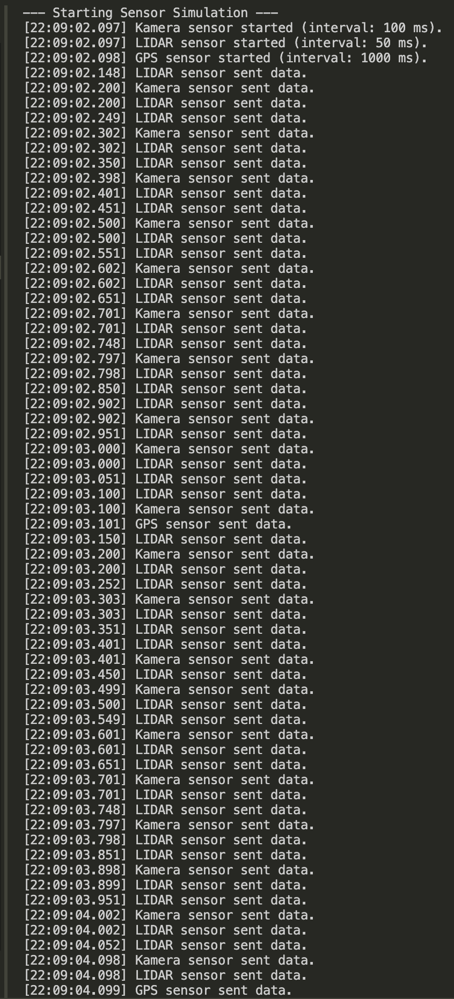 --- Starting Sensor Simulation ---
[22:09:02.097] Kamera sensor started (interval: 100 ms).
[22:09:02.097] LIDAR sensor started (interval: 50 ms).
[22:09:02.098] GPS sensor started (interval: 1000 ms).
[22:09:02.148] LIDAR sensor sent data.
[22:09:02.200] Kamera sensor sent data.
[22:09:02.200] LIDAR sensor sent data.
[22:09:02.249] LIDAR sensor sent data.
[22:09:02.302] Kamera sensor sent data.
[22:09:02.302] LIDAR sensor sent data.
[22:09:02.350] LIDAR sensor sent data.
[22:09:02.398] Kamera sensor sent data.
[22:09:02.401] LIDAR sensor sent data.
[22:09:02.451] LIDAR sensor sent data.
[22:09:02.500] Kamera sensor sent data.
[22:09:02.500] LIDAR sensor sent data.
[22:09:02.551] LIDAR sensor sent data.
[22:09:02.602] Kamera sensor sent data.
[22:09:02.602] LIDAR sensor sent data.
[22:09:02.651] LIDAR sensor sent data.
[22:09:02.701] Kamera sensor sent data.
[22:09:02.701] LIDAR sensor sent data.
[22:09:02.748] LIDAR sensor sent data.
[22:09:02.797] Kamera sensor sent data.
[22:09:02.798] LIDAR sensor sent data.
[22:09:02.850] LIDAR sensor sent data.
[22:09:02.902] LIDAR sensor sent data.
[22:09:02.902] Kamera sensor sent data.
[22:09:02.951] LIDAR sensor sent data.
[22:09:03.000] Kamera sensor sent data.
[22:09:03.000] LIDAR sensor sent data.
[22:09:03.051] LIDAR sensor sent data.
[22:09:03.100] LIDAR sensor sent data.
[22:09:03.100] Kamera sensor sent data.
[22:09:03.101] GPS sensor sent data.
[22:09:03.150] LIDAR sensor sent data.
[22:09:03.200] Kamera sensor sent data.
[22:09:03.200] LIDAR sensor sent data.
[22:09:03.252] LIDAR sensor sent data.
[22:09:03.303] Kamera sensor sent data.
[22:09:03.303] LIDAR sensor sent data.
[22:09:03.351] LIDAR sensor sent data.
[22:09:03.401] LIDAR sensor sent data.
[22:09:03.401] Kamera sensor sent data.
[22:09:03.450] LIDAR sensor sent data.
[22:09:03.499] Kamera sensor sent data.
[22:09:03.500] LIDAR sensor sent data.
[22:09:03.549] LIDAR sensor sent data.
[22:09:03.601] Kamera sensor sent data.
[22:09:03.601] LIDAR sensor sent data.
[22:09:03.651] LIDAR sensor sent data.
[22:09:03.701] Kamera sensor sent data.
[22:09:03.701] LIDAR sensor sent data.
[22:09:03.748] LIDAR sensor sent data.
[22:09:03.797] Kamera sensor sent data.
[22:09:03.798] LIDAR sensor sent data.
[22:09:03.851] LIDAR sensor sent data.
[22:09:03.898] Kamera sensor sent data.
[22:09:03.899] LIDAR sensor sent data.
[22:09:03.951] LIDAR sensor sent data.
[22:09:04.002] Kamera sensor sent data.
[22:09:04.002] LIDAR sensor sent data.
[22:09:04.052] LIDAR sensor sent data.
[22:09:04.098] Kamera sensor sent data.
[22:09:04.098] LIDAR sensor sent data.
[22:09:04.099] GPS sensor sent data.